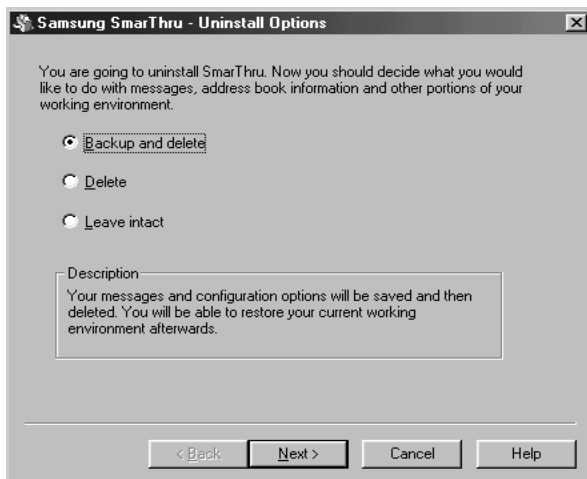 Samsung SmarThru - Uninstall Options
You are going to uninstall SmarThru. Now you should decide what you would
like to do with messages, address book information and other portions of your
working environment.
Backup and delete
Delete
Leave intact
Description
Your messages and configuration options will be saved and then
deleted. You will be able to restore your current working
environment afterwards.
< Back
Next >
Cancel
Help